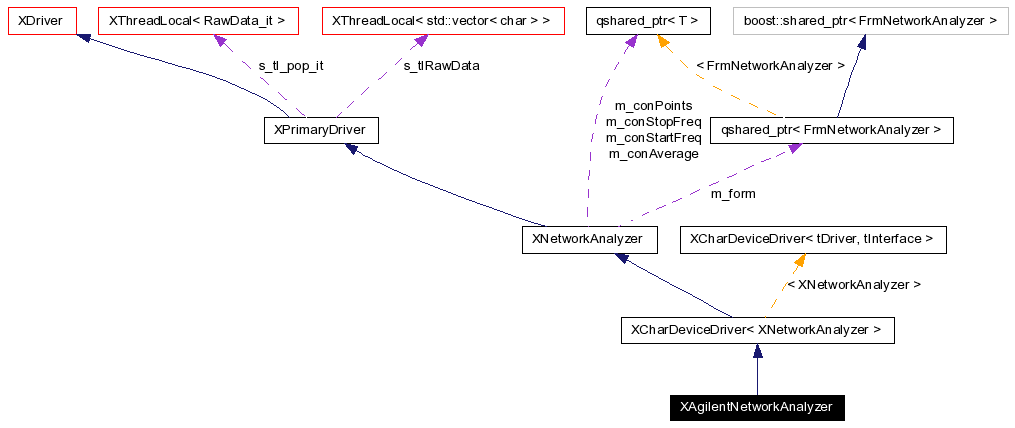 XDriver
XThreadLocal< RawData_it >
XThreadLocal< std::vector< char > >
qshared_ptr< T >
boost::shared_ptr< FrmNetworkAnalyzer >
s_tl_pop_it
s_tlRawData
< FrmNetworkAnalyzer >
m_conPoints
m_conStopFreq
m_conStartFreq
m_conAverage
XPrimaryDriver
qshared_ptr< FrmNetworkAnalyzer >
m_form
XNetworkAnalyzer
XCharDeviceDriver< tDriver, tInterface >
< XNetworkAnalyzer >
XCharDeviceDriver< XNetworkAnalyzer >
XAgilentNetworkAnalyzer